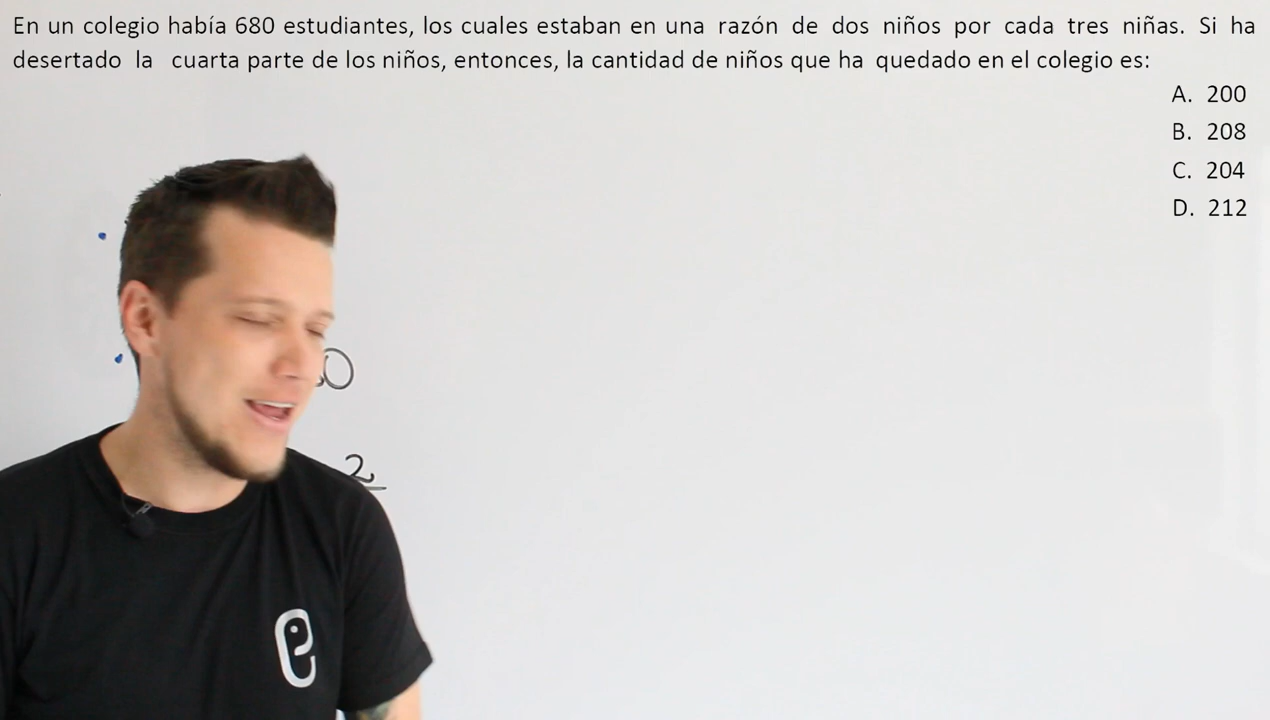 En un colegio había 680 estudiantes, los cuales estaban en una razón de dos niños por cada tres niñas. Si ha
desertado la cuarta parte de los niños, entonces, la cantidad de niños que ha quedado en el colegio es:
A. 200
B. 208
C. 204
D. 212
0
2
e